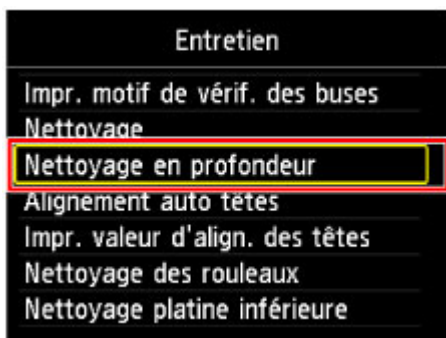 Entretien
Impr. motif de vérif. des buses
Nettoyage
Nettoyage en profondeur
Alignement auto têtes
Impr. valeur d'align. des têtes
Nettoyage des rouleaux
Nettoyage platine inférieure